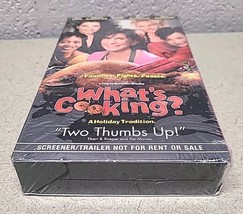 Families, Fights, Feasts.
What's
Cooking?
A Holiday Tradition.
"Two Thumbs Up!"
Ebert & Roeper and the Movies
SCREENER/TRAILER NOT FOR RENT OR SALE